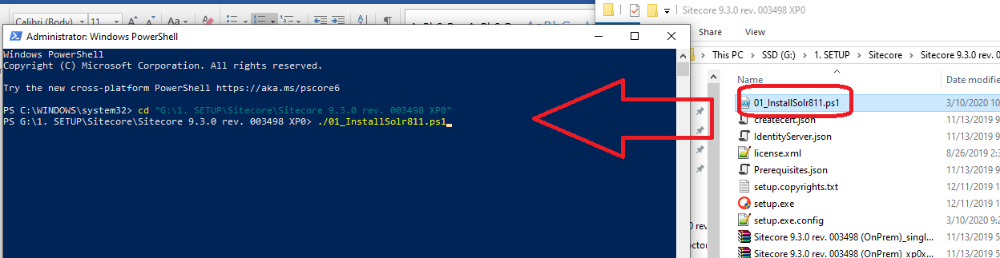 Sitecore 9.3.0 rev. 003498 XP0
Calibri (Body)
11
Administrator: Windows PowerShell
Share
View
Windows PowerShell
Copyright (C) Microsoft Corporation. All rights reserved.
Try the new cross-platform PowerShell https://aka.ms/pscore6
PS C:\WINDOWS\system32> cd "G:\1. SETUP\Sitecore\Sitecore 9.3.0 rev. 003498 XP0"
PS G:\1. SETUP\Sitecore\Sitecore 9.3.0 rev. 003498 XP0> ./01_InstallSolr811.ps1
This PC > SSD (G:) > 1. SETUP > Sitecore > Sitecore 9.3.0 rev. 003498
Name
Date modifie
01_InstallSolr811.ps1
3/10/2020 10
createcert.json
11/13/2019 9
IdentityServer.json
11/13/2019 9
license.xml
8/26/2019 2:3
Prerequisites.json
11/13/2019 9
setup.copyrights.txt
12/11/2019 1
setup.exe
12/11/2019 1
setup.exe.config
3/10/2020 9:2
Sitecore 9.3.0 rev. 003498 (OnPrem)_singl...
11/13/2019 5
Sitecore 9.3.0 rev. 003498 (OnPrem)_xp0x...
11/13/2019 5